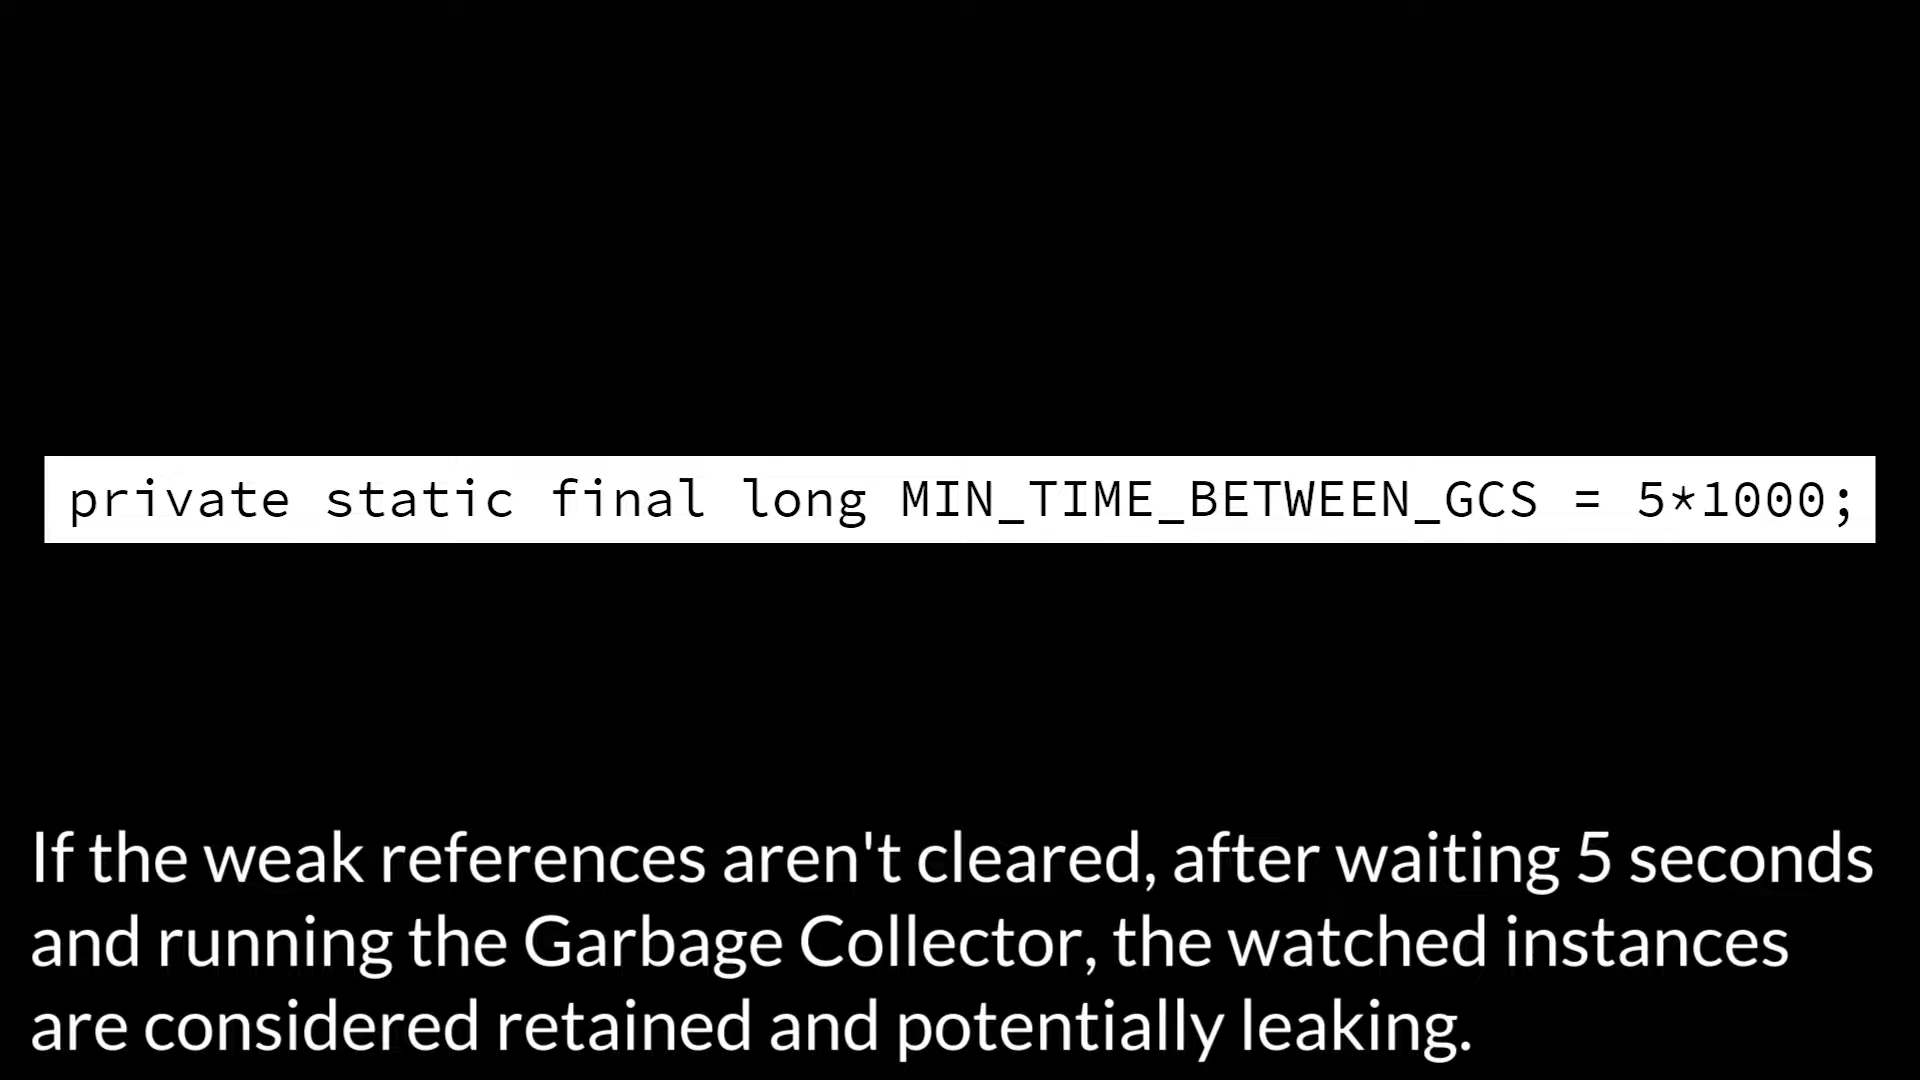 private static final long MIN_TIME_BETWEEN_GCS = 5*1000;
If the weak references aren't cleared, after waiting 5 seconds
and running the Garbage Collector, the watched instances
are considered retained and potentially leaking.